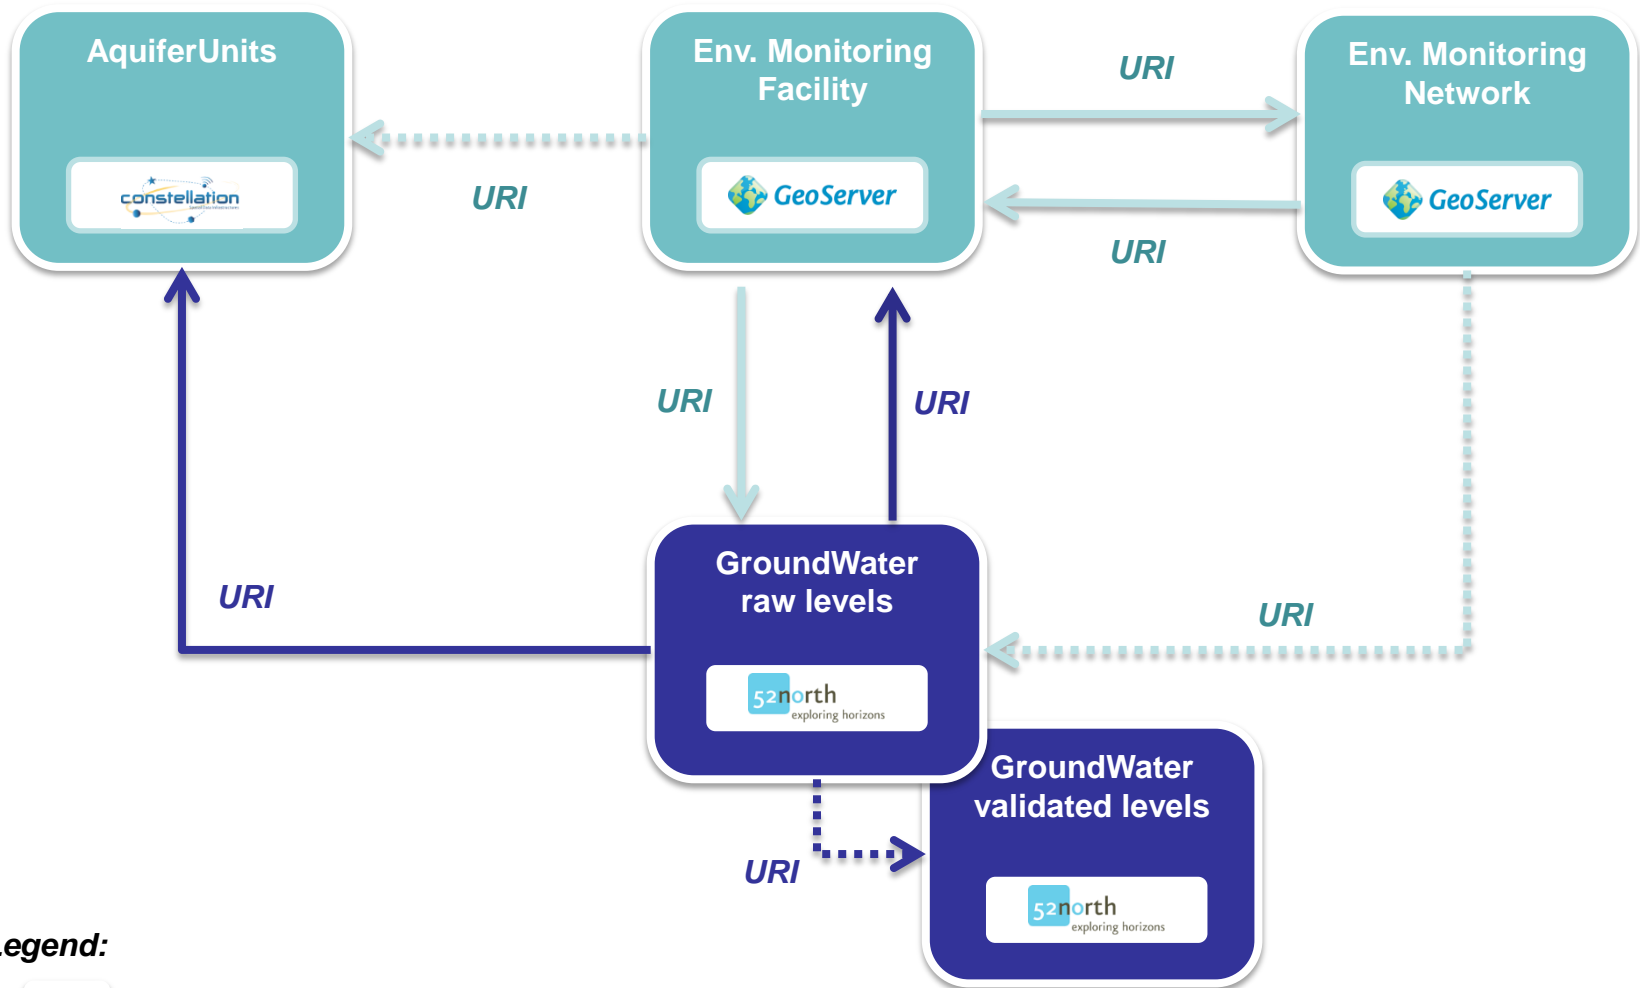 AquiferUnits
constellation
Env. Monitoring
Facility
GeoServer
URI
Env. Monitoring
Network
GeoServer
URI
URI
URI
URI
URI
URI
GroundWater
raw levels
52north
exploring horizons
URI
GroundWater
validated levels
52north
exploring horizons
URI
egend: